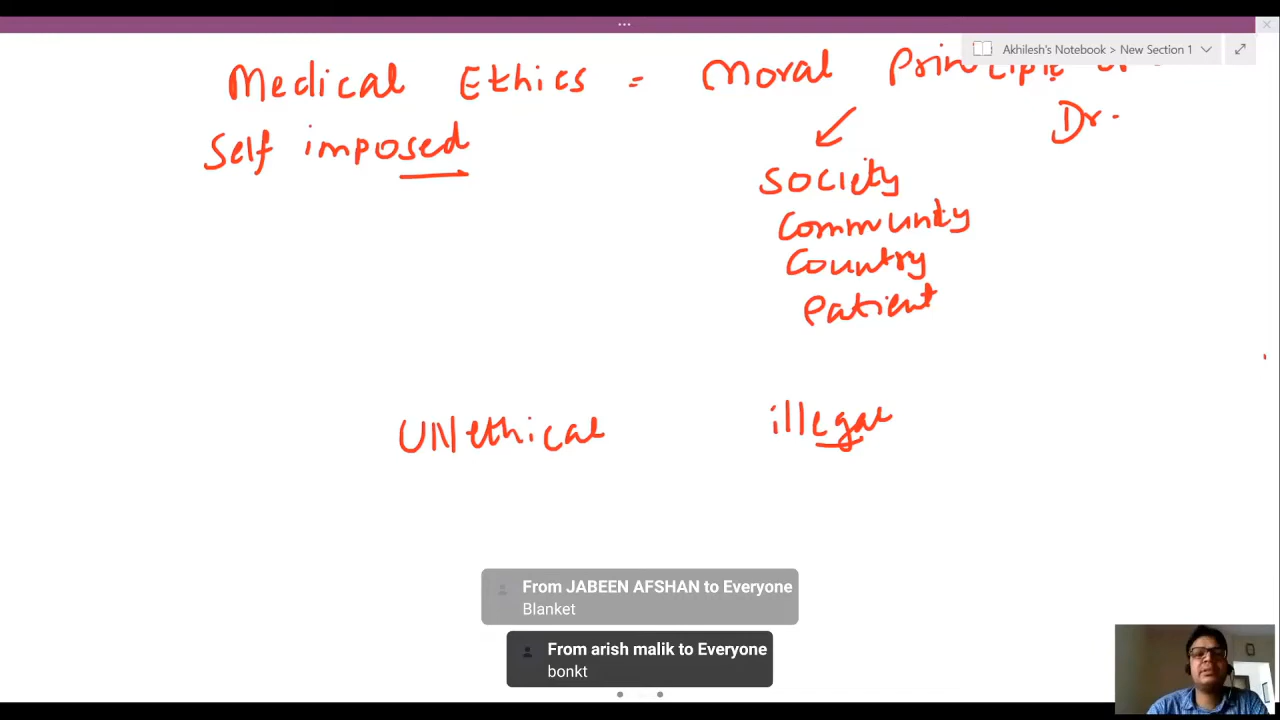 Akhilesh's Notebook > New Section 1
Medical Ethics = Moral Principle
Dr.
Self imposed
Society
Community
Country
Patient
UNethical illegal
From JABEEN AFSHAN to Everyone
Blanket
From arish malik to Everyone
bonkt